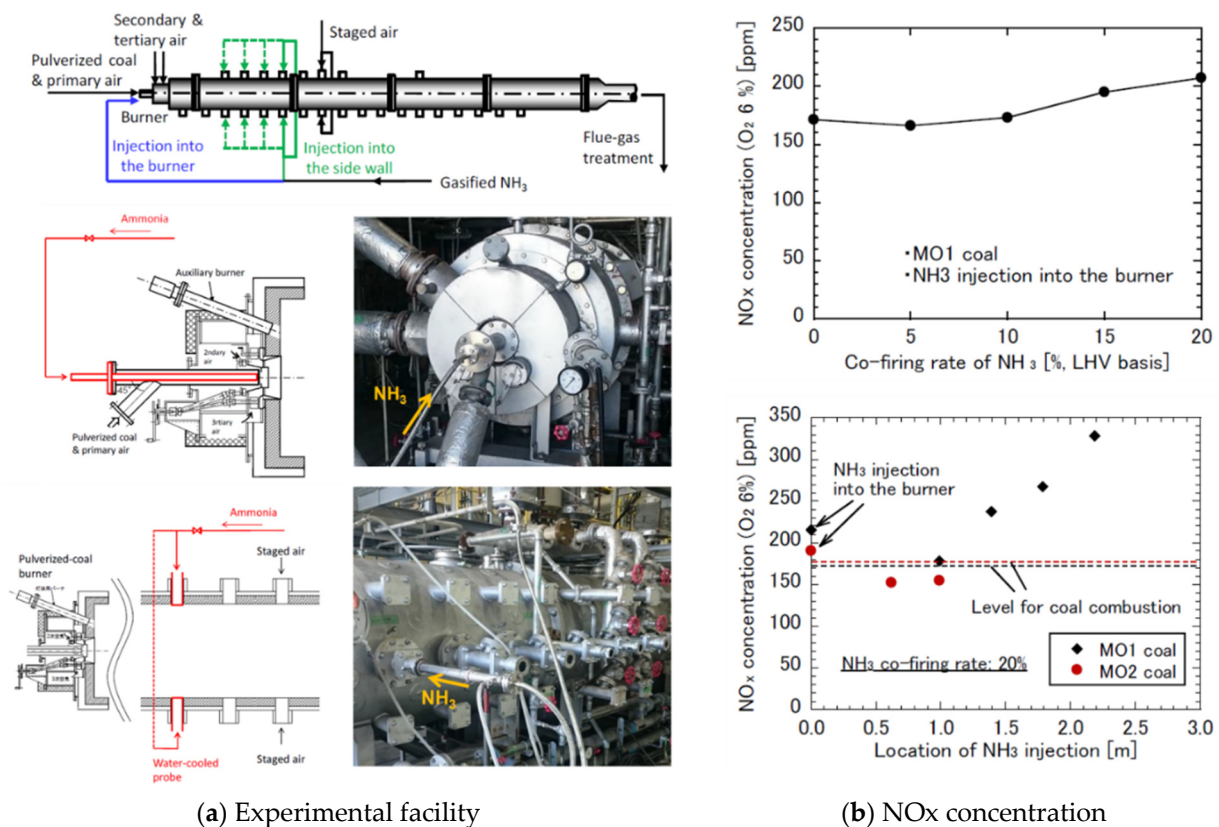 Secondary &
tertiary air
Pulverized coal
& primary air
Burner
Staged air
Injection into
the burner
Injection into
the side wall
Gasified NH₃
Flue-gas
treatment
Ammonia
Auxiliary burner
2ndary
air
45°
3rtiary
air
Pulverized coal
& primary air
NH₃
Ammonia
Pulverized-coal
burner
Staged air
Staged air
Water-cooled
probe
NH₃
(a) Experimental facility
NOx concentration (O₂ 6 %) [ppm]
250
200
150
100
50
0
・MO1 coal
・NH3 injection into the burner
0 5 10 15 20
Co-firing rate of NH₃ [%, LHV basis]
NOx concentration (O₂ 6%) [ppm]
350
300
250
200
150
100
50
0
NH₃ injection
into the burner
Level for coal combustion
NH₃ co-firing rate: 20%
MO1 coal
MO2 coal
0.0 0.5 1.0 1.5 2.0 2.5 3.0
Location of NH₃ injection [m]
(b) NOx concentration